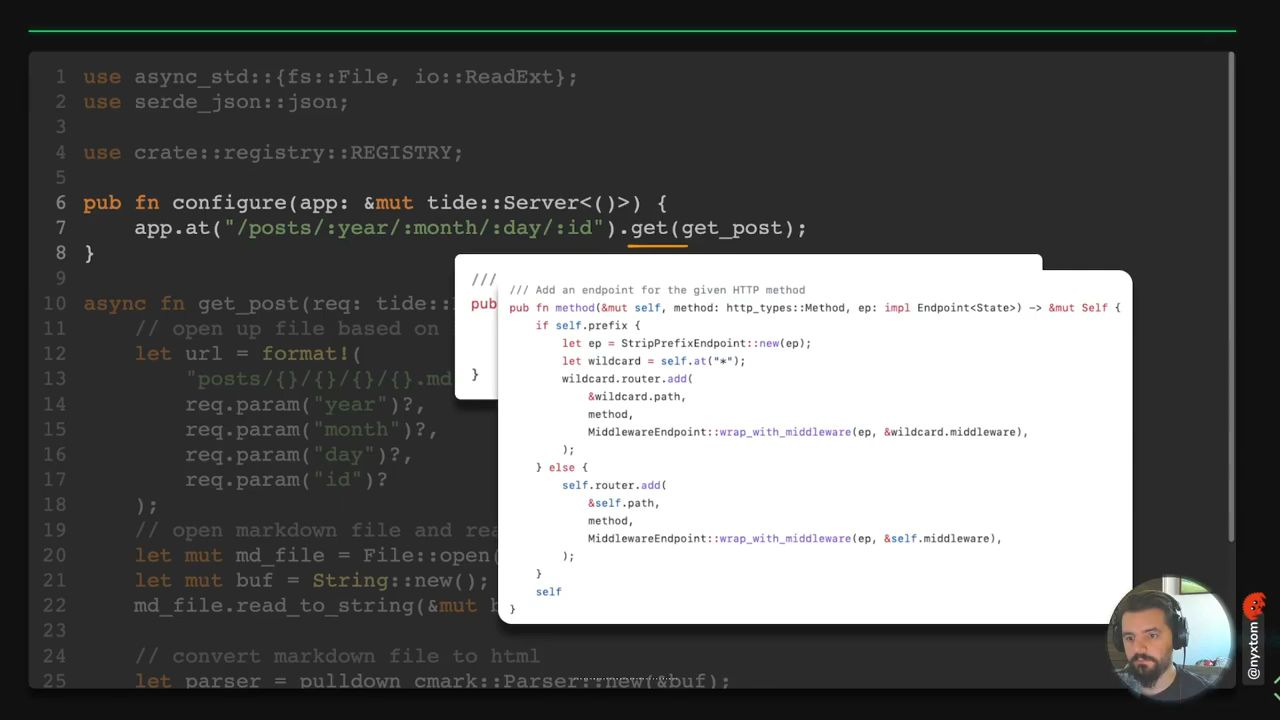 1 use async_std::{fs::File, io::ReadExt};
2 use serde_json::json;
3
4 use crate::registry::REGISTRY;
5
6 pub fn configure(app: &mut tide::Server<()>) {
7 app.at("/posts/:year/:month/:day/:id").get(get_post);
8 }
9
10 async fn get_post(req: tide::
11 // open up file based on
12 let url = format!(
13 "posts/{}/{}/{}/{}.md
14 req.param("year")?,
15 req.param("month")?,
16 req.param("day")?,
17 req.param("id")?
18 );
19 // open markdown file and rea
20 let mut md_file = File::open(
21 let mut buf = String::new();
22 md_file.read_to_string(&mut b
23
24 // convert markdown file to html
25 let parser = pulldown_cmark::Parser::new(&buf);
///
pub
}
/// Add an endpoint for the given HTTP method
pub fn method(&mut self, method: http_types::Method, ep: impl Endpoint<State>) -> &mut Self {
if self.prefix {
let ep = StripPrefixEndpoint::new(ep);
let wildcard = self.at("*");
wildcard.router.add(
&wildcard.path,
method,
MiddlewareEndpoint::wrap_with_middleware(ep, &wildcard.middleware),
);
} else {
self.router.add(
&self.path,
method,
MiddlewareEndpoint::wrap_with_middleware(ep, &self.middleware),
);
}
self
}
@nyxtom